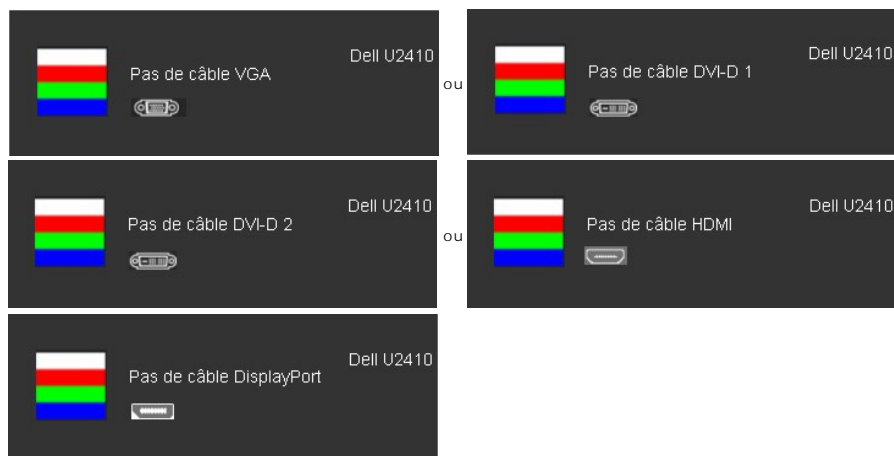 Dell U2410
Pas de câble VGA
ou
Dell U2410
Pas de câble DVI-D 1
Dell U2410
Pas de câble DVI-D 2
ou
Dell U2410
Pas de câble HDMI
Dell U2410
Pas de câble DisplayPort